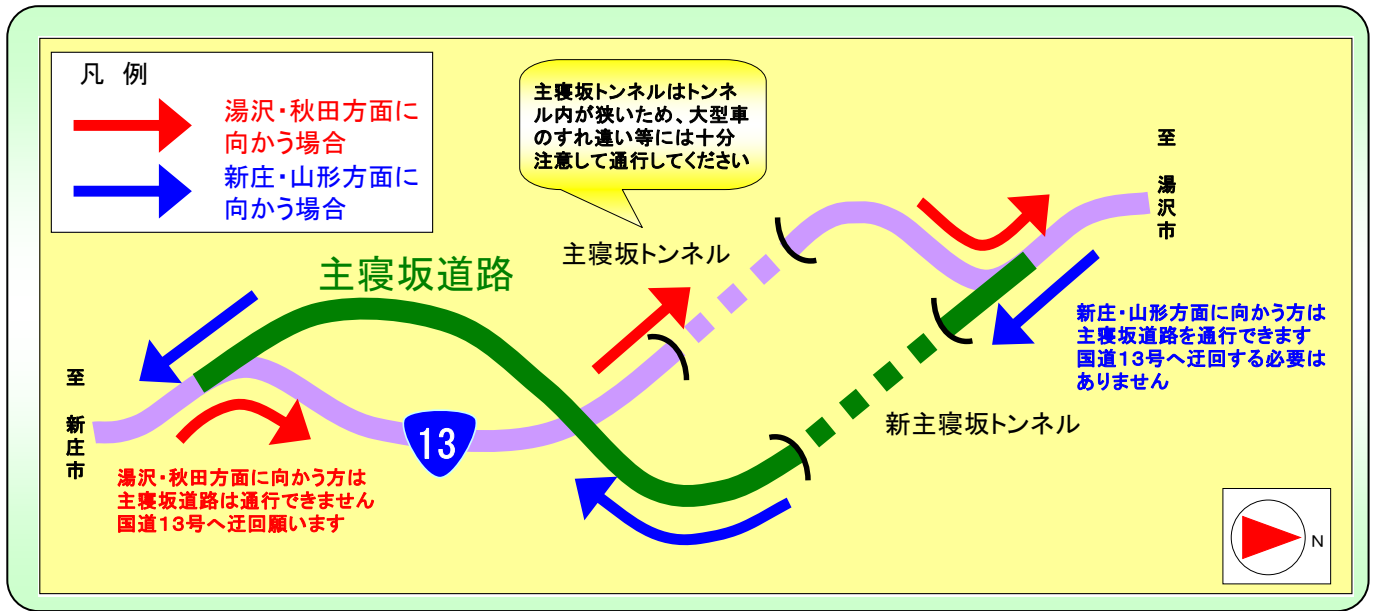 凡 例
湯沢・秋田方面に
向かう場合
新庄・山形方面に
向かう場合
主寝坂トンネルはトンネ
ル内が狭いため、大型車
のすれ違い等には十分
注意して通行してください
至 湯沢市
主寝坂トンネル
主寝坂道路
新庄・山形方面に向かう方は
主寝坂道路を通行できます
国道13号へ迂回する必要は
ありません
至 新庄市
13
新主寝坂トンネル
湯沢・秋田方面に向かう方は
主寝坂道路は通行できません
国道13号へ迂回願います
N